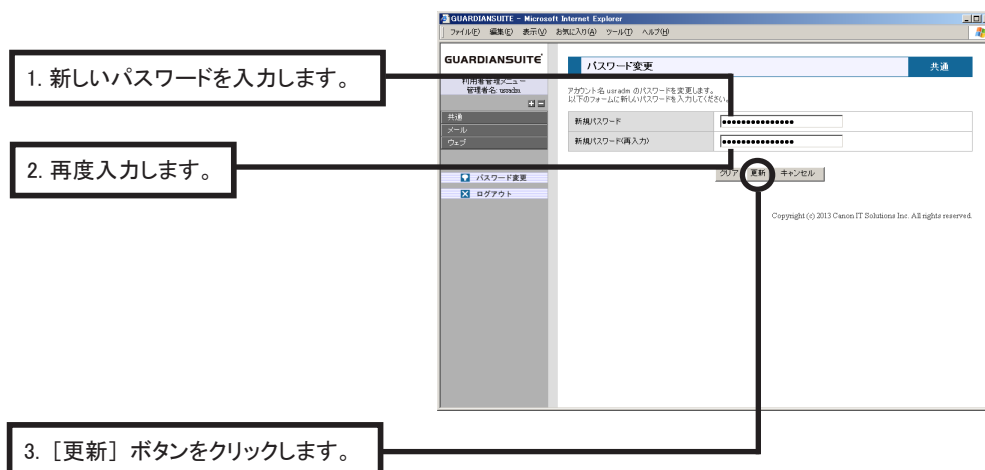 GUARDIANSUITE - Microsoft Internet Explorer
ファイル(F) 編集(E) 表示(V) お気に入り(A) ツール(T) ヘルプ(H)
GUARDIANSUITE
利用者管理メニュー
管理者名: usradm
共通
メール
ウェブ
パスワード変更
ログアウト
パスワード変更 共通
アカウント名 usradm のパスワードを変更します。
以下のフォームに新しいパスワードを入力してください。
新規パスワード ●●●●●●●●●●●●●●●
新規パスワード(再入力) ●●●●●●●●●●●●●●●
クリア 更新 キャンセル
Copyright (c) 2013 Canon IT Solutions Inc. All rights reserved.
1. 新しいパスワードを入力します。
2. 再度入力します。
3. [更新] ボタンをクリックします。